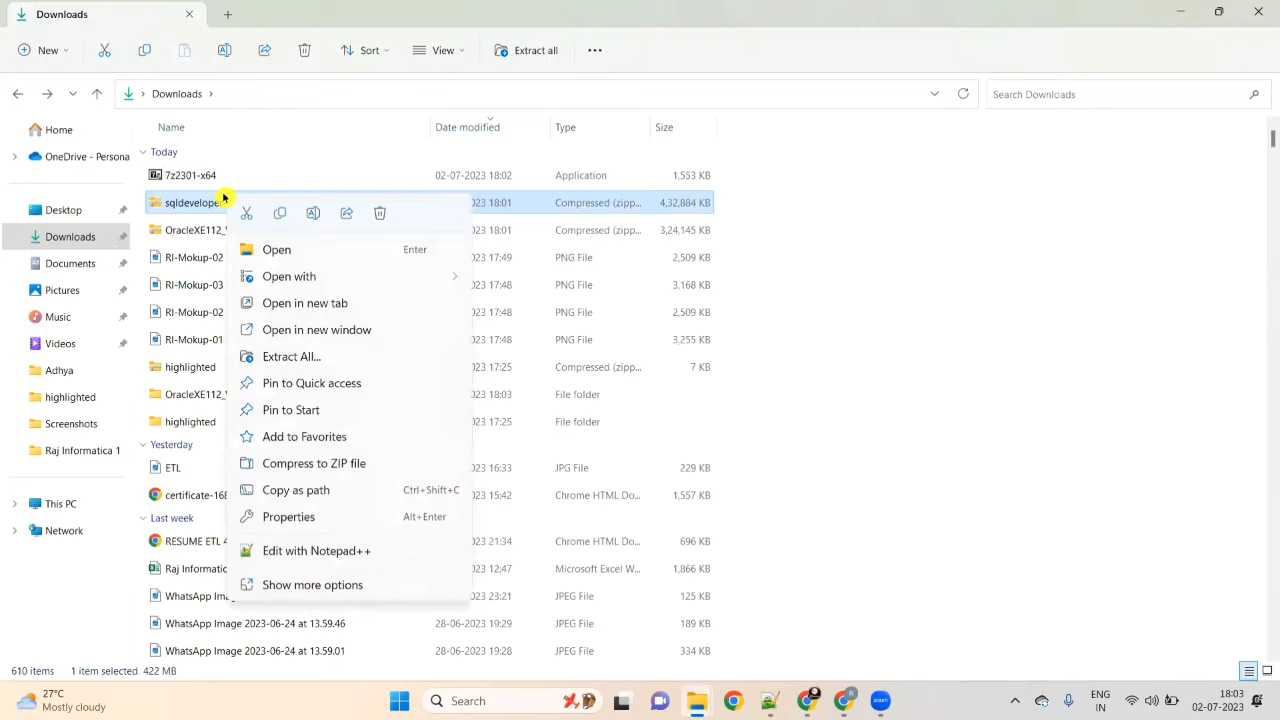 Downloads
New
Sort
View
Extract all
Downloads
Search Downloads
Name
Date modified
Type
Size
Home
OneDrive - Persona
Desktop
Downloads
Documents
Pictures
Music
Videos
Adhya
highlighted
Screenshots
Raj Informatica 1
This PC
Network
Today
7z2301-x64 02-07-2023 18:02 Application 1,553 KB
sqldevelope 23 18:01 Compressed (zipp... 4,32,884 KB
OracleXE112_ 23 18:01 Compressed (zipp... 3,24,145 KB
RI-Mokup-02 23 17:49 PNG File 2,509 KB
RI-Mokup-03 23 17:48 PNG File 3,168 KB
RI-Mokup-02 23 17:48 PNG File 2,509 KB
RI-Mokup-01 23 17:48 PNG File 3,255 KB
highlighted 23 17:25 Compressed (zipp... 7 KB
OracleXE112_ 23 18:03 File folder
highlighted 23 17:25 File folder
Yesterday
ETL 23 16:33 JPG File 229 KB
certificate-168 23 15:42 Chrome HTML Do... 1,557 KB
Last week
RESUME ETL 4 23 21:34 Chrome HTML Do... 696 KB
Raj Informatic 23 12:47 Microsoft Excel W... 1,866 KB
WhatsApp Ima 23 23:21 JPEG File 125 KB
WhatsApp Image 2023-06-24 at 13.59.46 28-06-2023 19:29 JPEG File 189 KB
WhatsApp Image 2023-06-24 at 13.59.01 28-06-2023 19:28 JPEG File 334 KB
Open Enter
Open with
Open in new tab
Open in new window
Extract All...
Pin to Quick access
Pin to Start
Add to Favorites
Compress to ZIP file
Copy as path Ctrl+Shift+C
Properties Alt+Enter
Edit with Notepad++
Show more options
610 items 1 item selected 422 MB
27°C
Mostly cloudy
Search
zoom
ENG
IN
18:03
02-07-2023